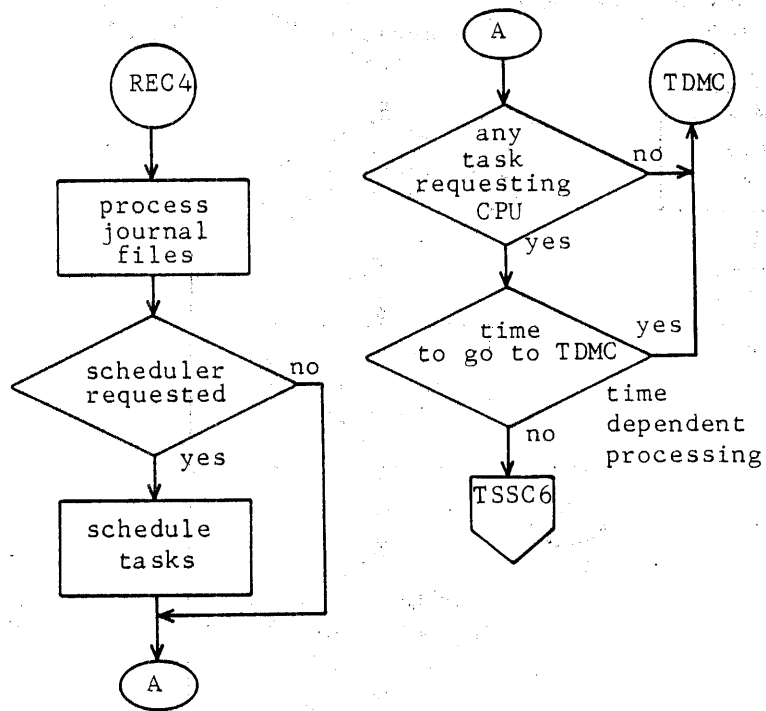 REC4
process
journal
files
scheduler
requested
no
yes
schedule
tasks
A
A
TDMC
any
task
requesting
CPU
no
yes
time
to go to TDMC
yes
time
dependent
processing
no
TSSC6